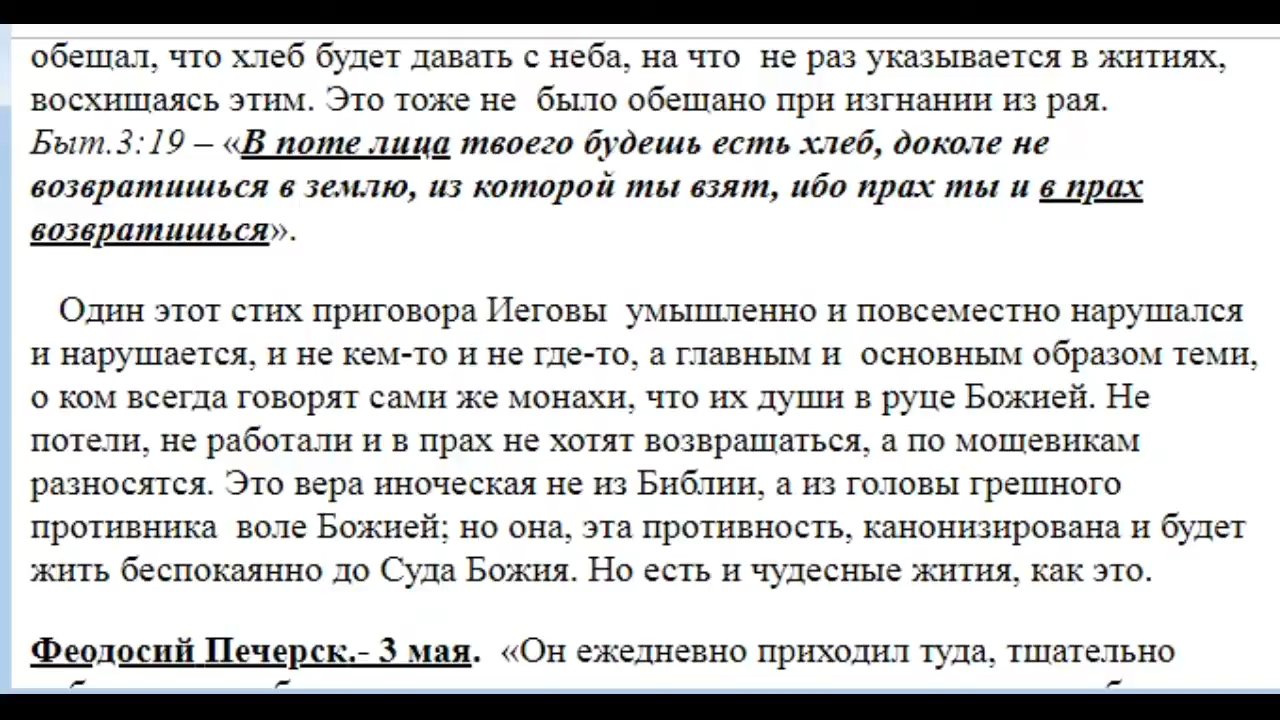 обещал, что хлеб будет давать с неба, на что не раз указывается в житиях,
восхищаясь этим. Это тоже не было обещано при изгнании из рая.
Быт.3:19 – «В поте лица твоего будешь есть хлеб, доколе не
возвратишься в землю, из которой ты взят, ибо прах ты и в прах
возвратишься».
Один этот стих приговора Иеговы умышленно и повсеместно нарушался
и нарушается, и не кем-то и не где-то, а главным и основным образом теми,
о ком всегда говорят сами же монахи, что их души в руце Божией. Не
потели, не работали и в прах не хотят возвращаться, а по мощевикам
разносятся. Это вера иноческая не из Библии, а из головы грешного
противника воле Божией; но она, эта противность, канонизирована и будет
жить беспокаянно до Суда Божия. Но есть и чудесные жития, как это.
Феодосий Печерск.- 3 мая. «Он ежедневно приходил туда, тщательно